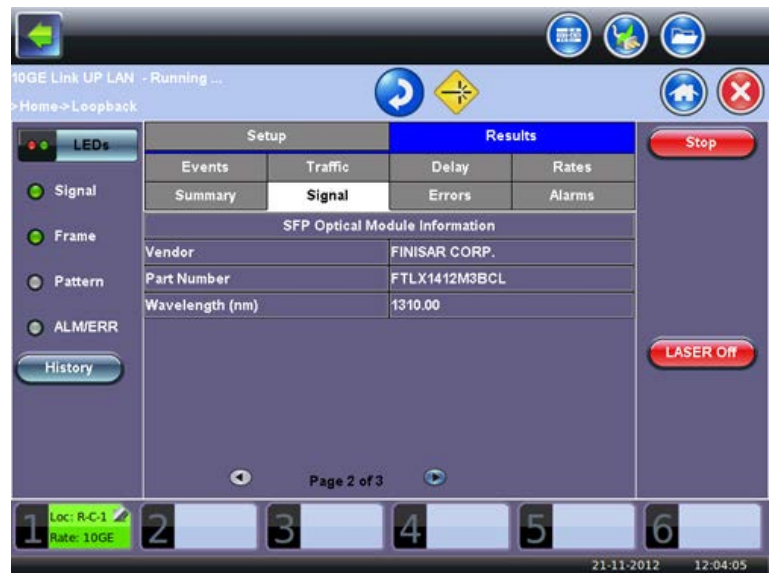 10GE Link UP LAN - Running ...
>Home->Loopback
LEDs
Setup
Results
Stop
Events
Traffic
Delay
Rates
Signal
Summary
Signal
Errors
Alarms
SFP Optical Module Information
Frame
Vendor
FINISAR CORP.
Pattern
Part Number
FTLX1412M3BCL
Wavelength (nm)
1310.00
ALM/ERR
LASER Off
History
Page 2 of 3
1
Loc: R-C-1
Rate: 10GE
2
3
4
5
6
21-11-2012 12:04:05